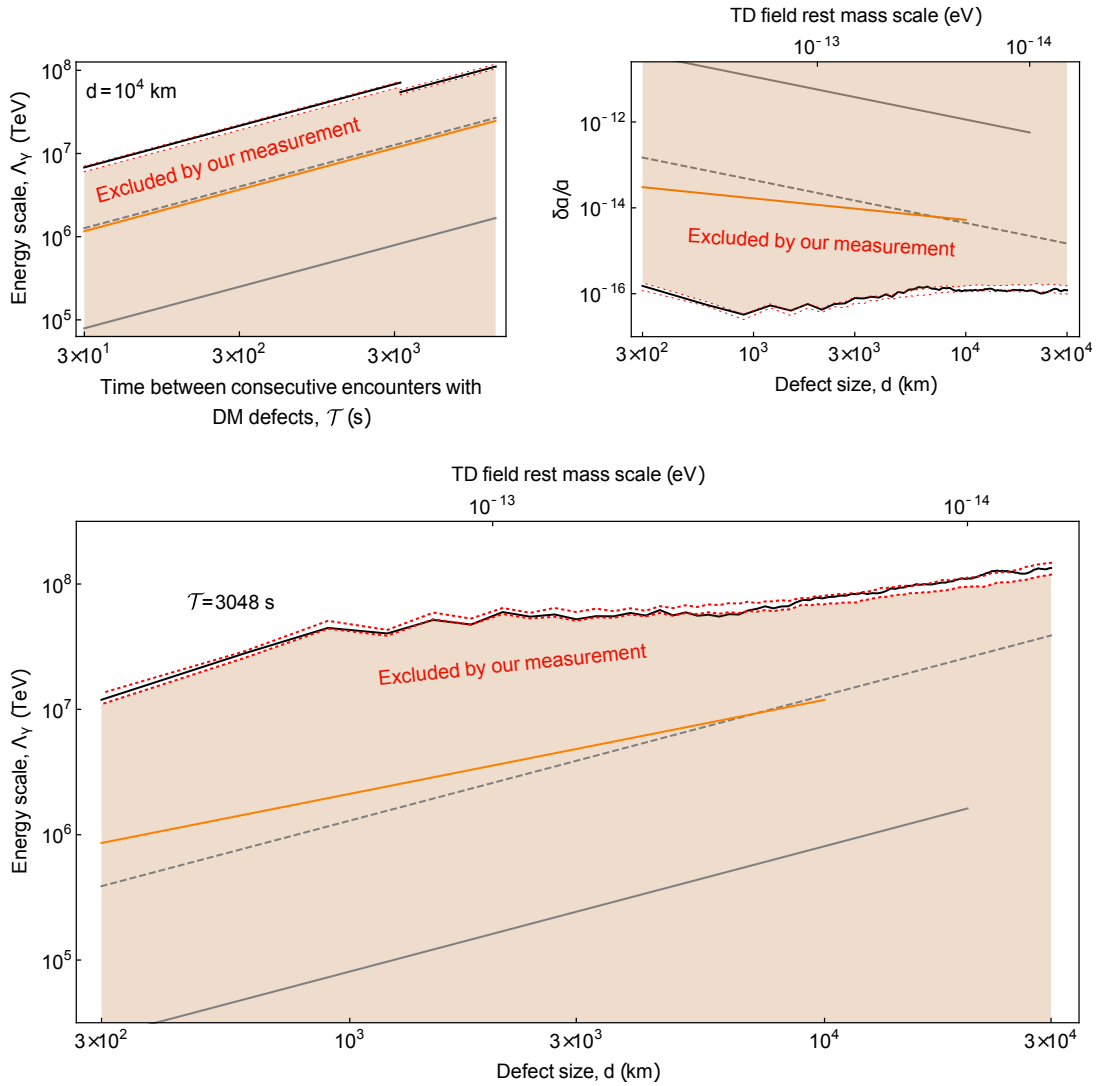 d = 10⁴ km
Excluded by our measurement
Energy scale, Λᵧ (TeV)
10⁸
10⁷
10⁶
10⁵
3×10¹
3×10²
3×10³
Time between consecutive encounters with
DM defects, 𝒯 (s)
TD field rest mass scale (eV)
10⁻¹³
10⁻¹⁴
δα/α
10⁻¹²
10⁻¹⁴
10⁻¹⁶
Excluded by our measurement
3×10²
10³
3×10³
10⁴
3×10⁴
Defect size, d (km)
TD field rest mass scale (eV)
10⁻¹³
10⁻¹⁴
𝒯=3048 s
Excluded by our measurement
Energy scale, Λᵧ (TeV)
10⁸
10⁷
10⁶
10⁵
3×10²
10³
3×10³
10⁴
3×10⁴
Defect size, d (km)